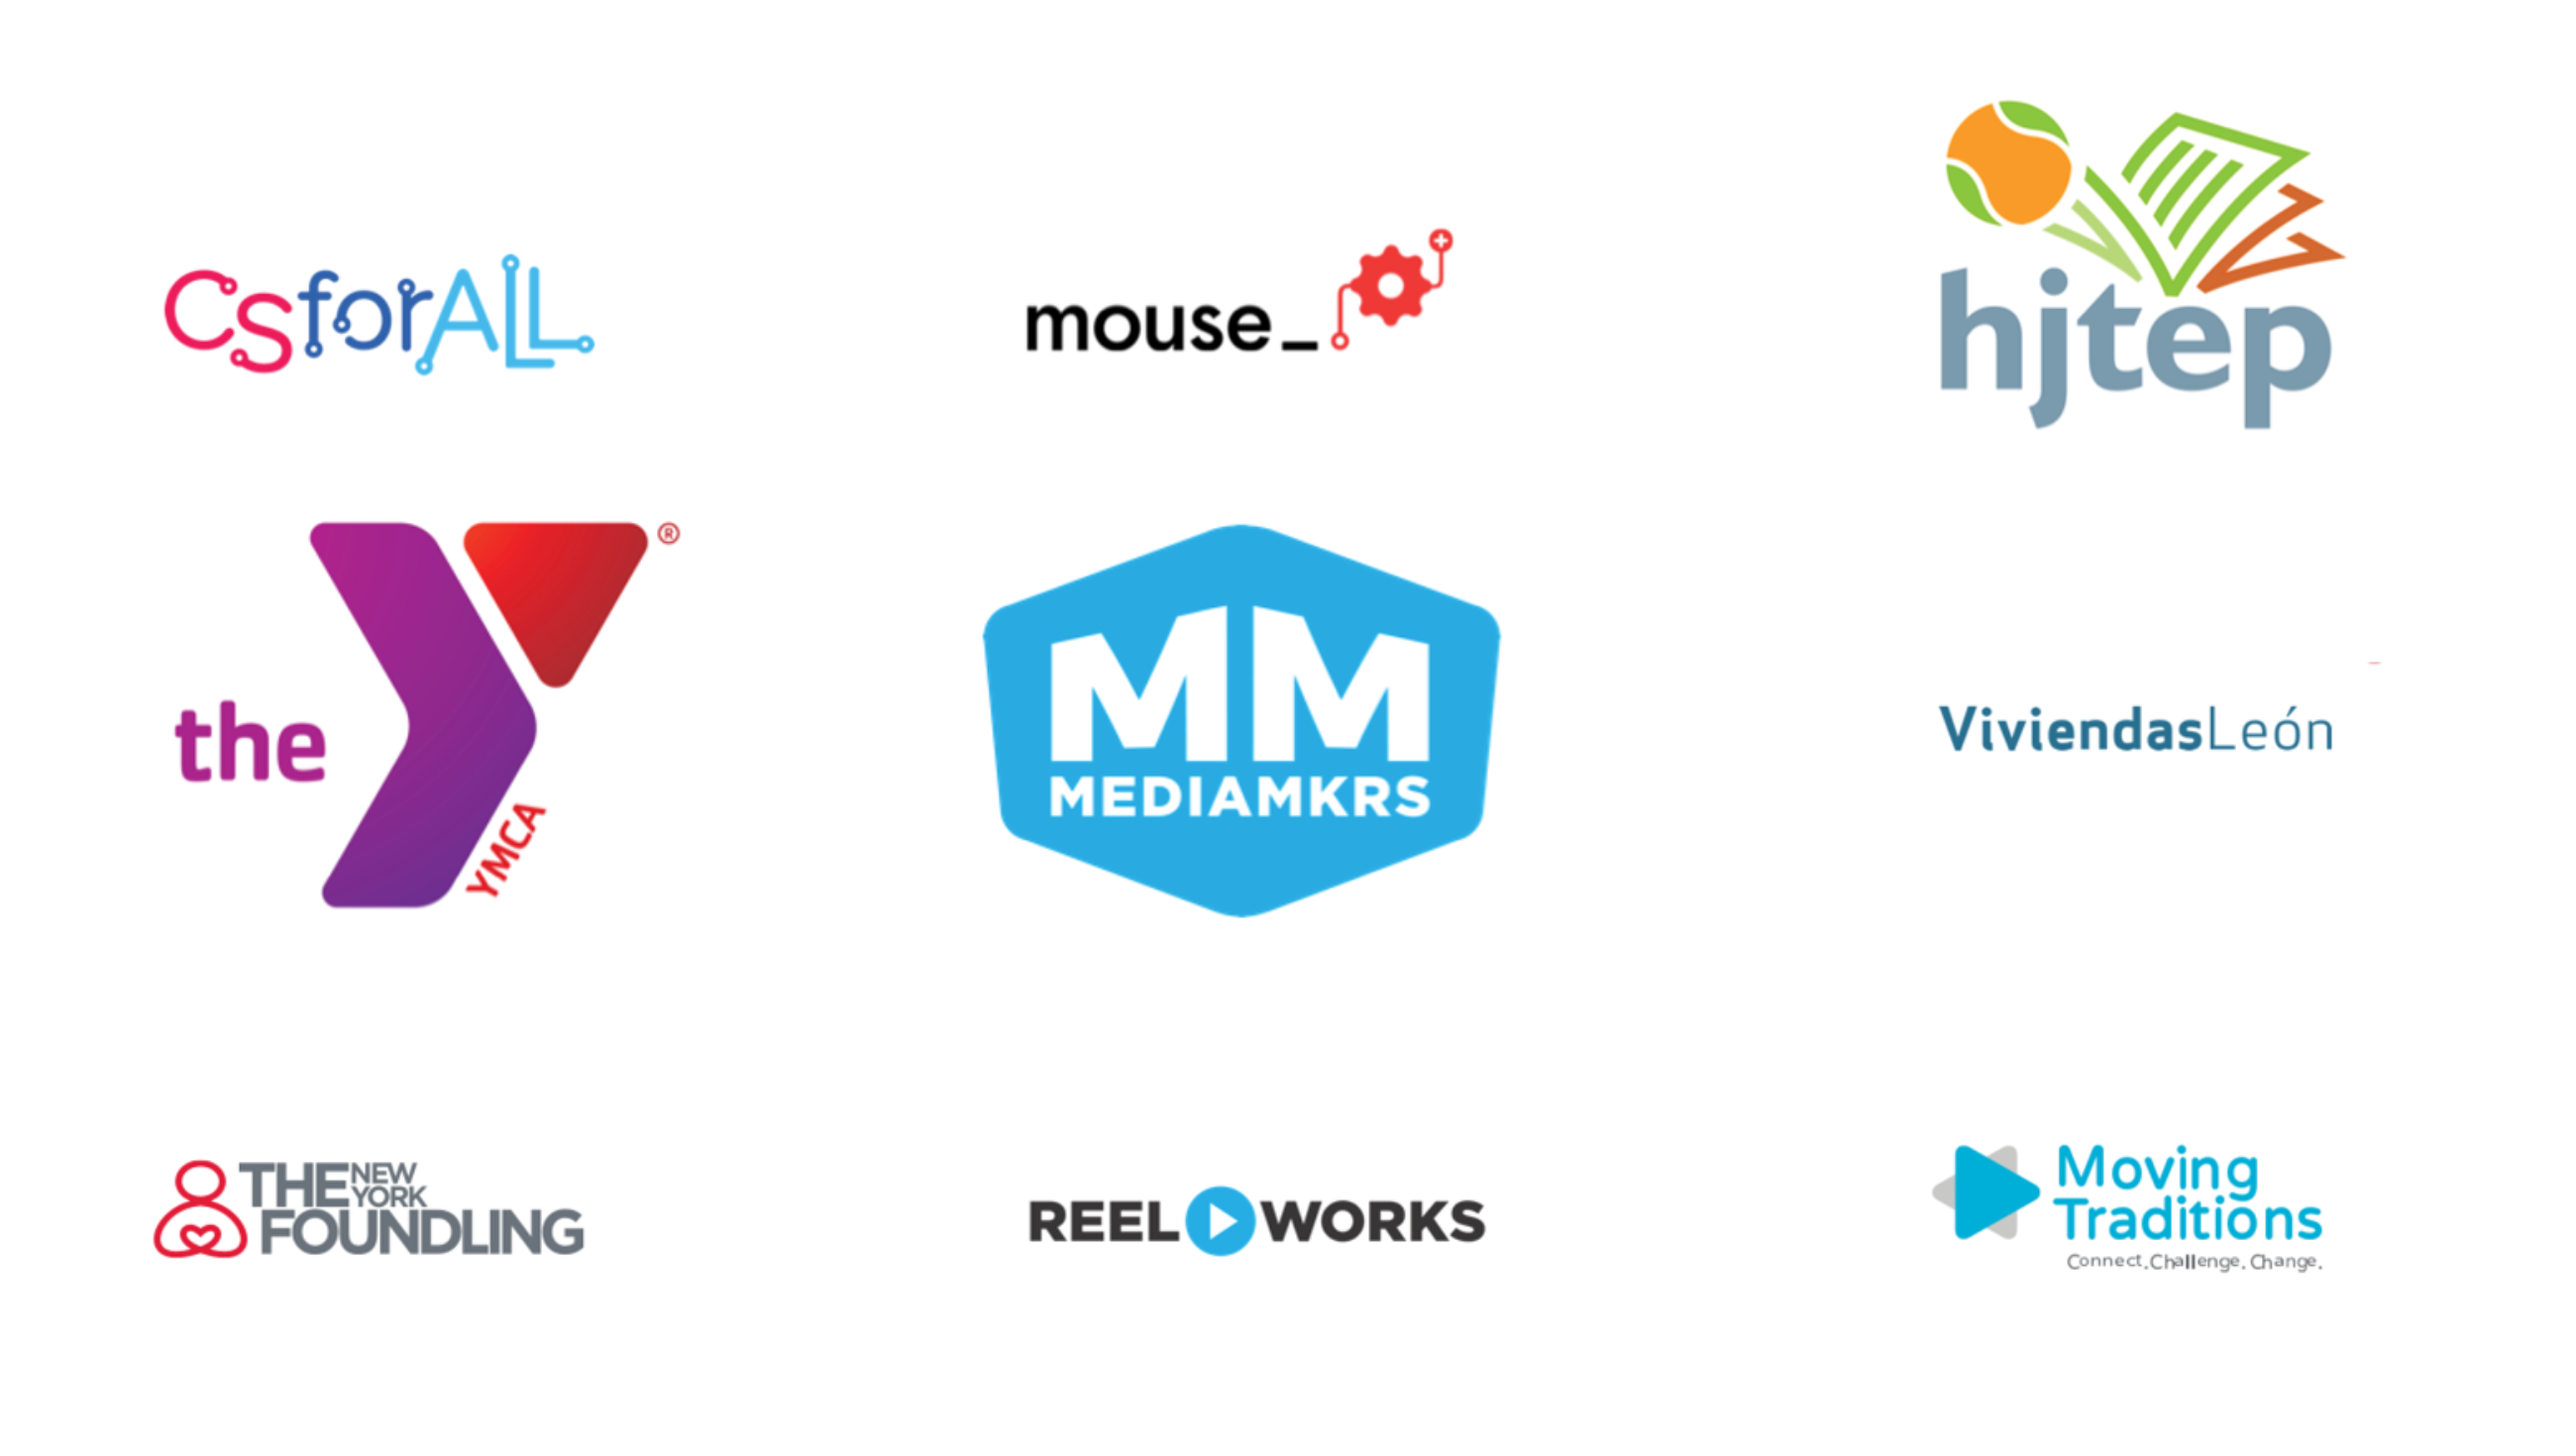 CSforALL
mouse_
hjtep
the
YMCA
®
MM
MEDIAMKRS
ViviendasLeón
THE NEW YORK
FOUNDLING
REEL WORKS
Moving
Traditions
Connect.Challenge.Change.